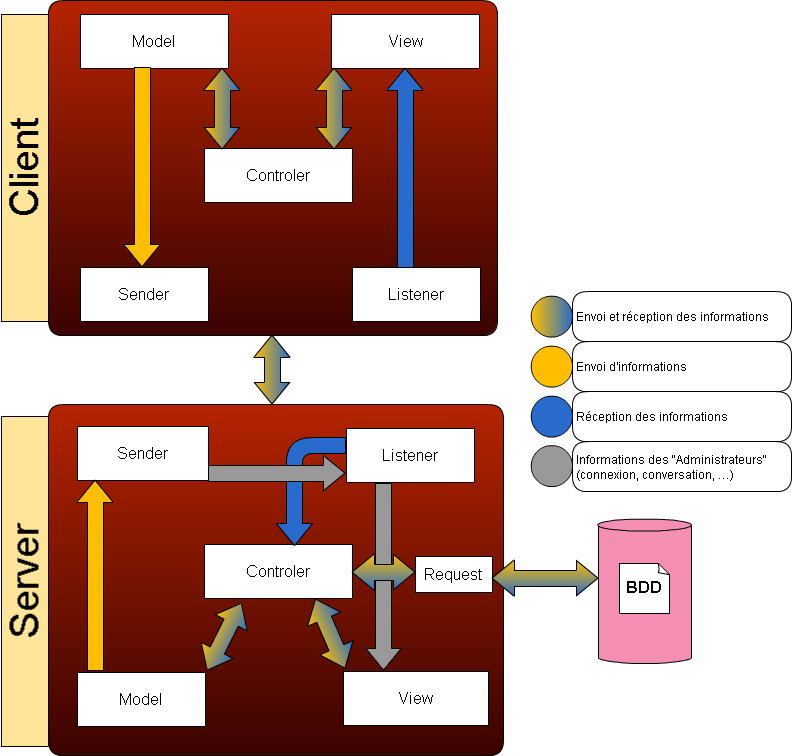 Client
Model
View
Controler
Sender
Listener
Envoi et réception des informations
Envoi d'informations
Réception des informations
Informations des "Administrateurs"
(connexion, conversation, ...)
Server
Sender
Listener
Controler
Request
BDD
Model
View